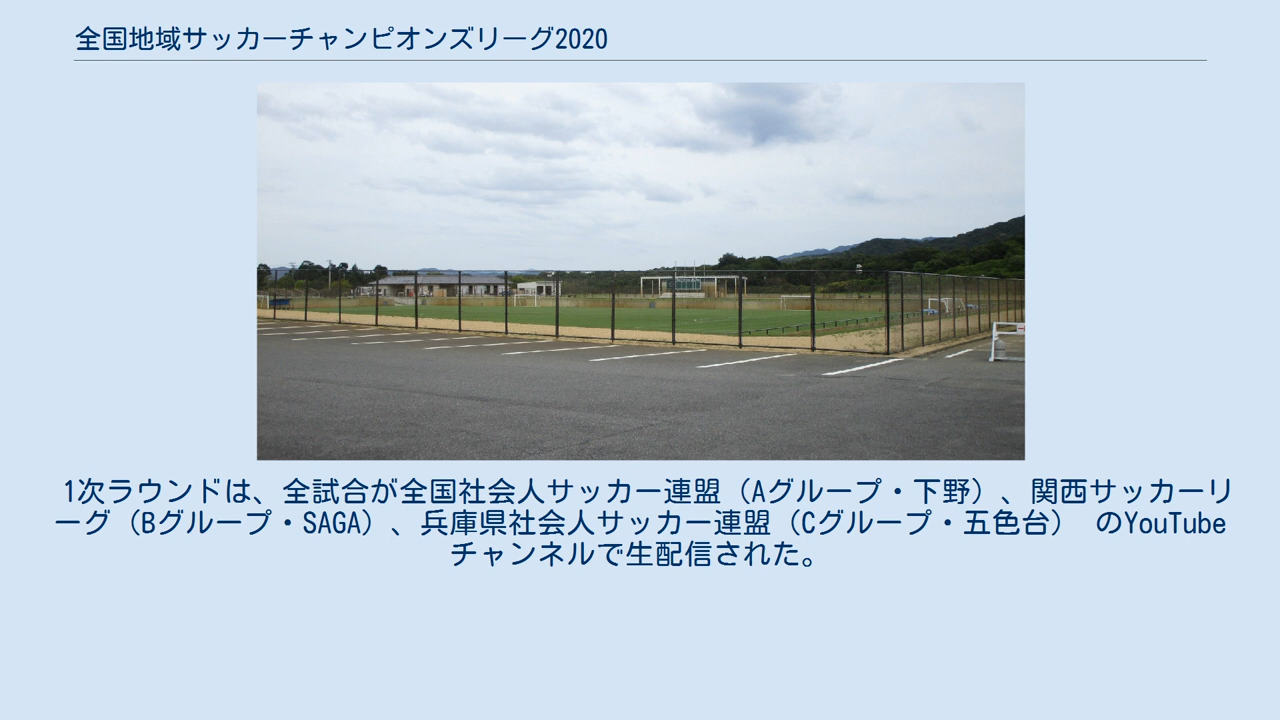 全国地域サッカーチャンピオンズリーグ2020
1次ラウンドは、全試合が全国社会人サッカー連盟（Aグループ・下野）、関西サッカーリ
ーグ（Bグループ・SAGA）、兵庫県社会人サッカー連盟（Cグループ・五色台） のYouTube
チャンネルで生配信された。